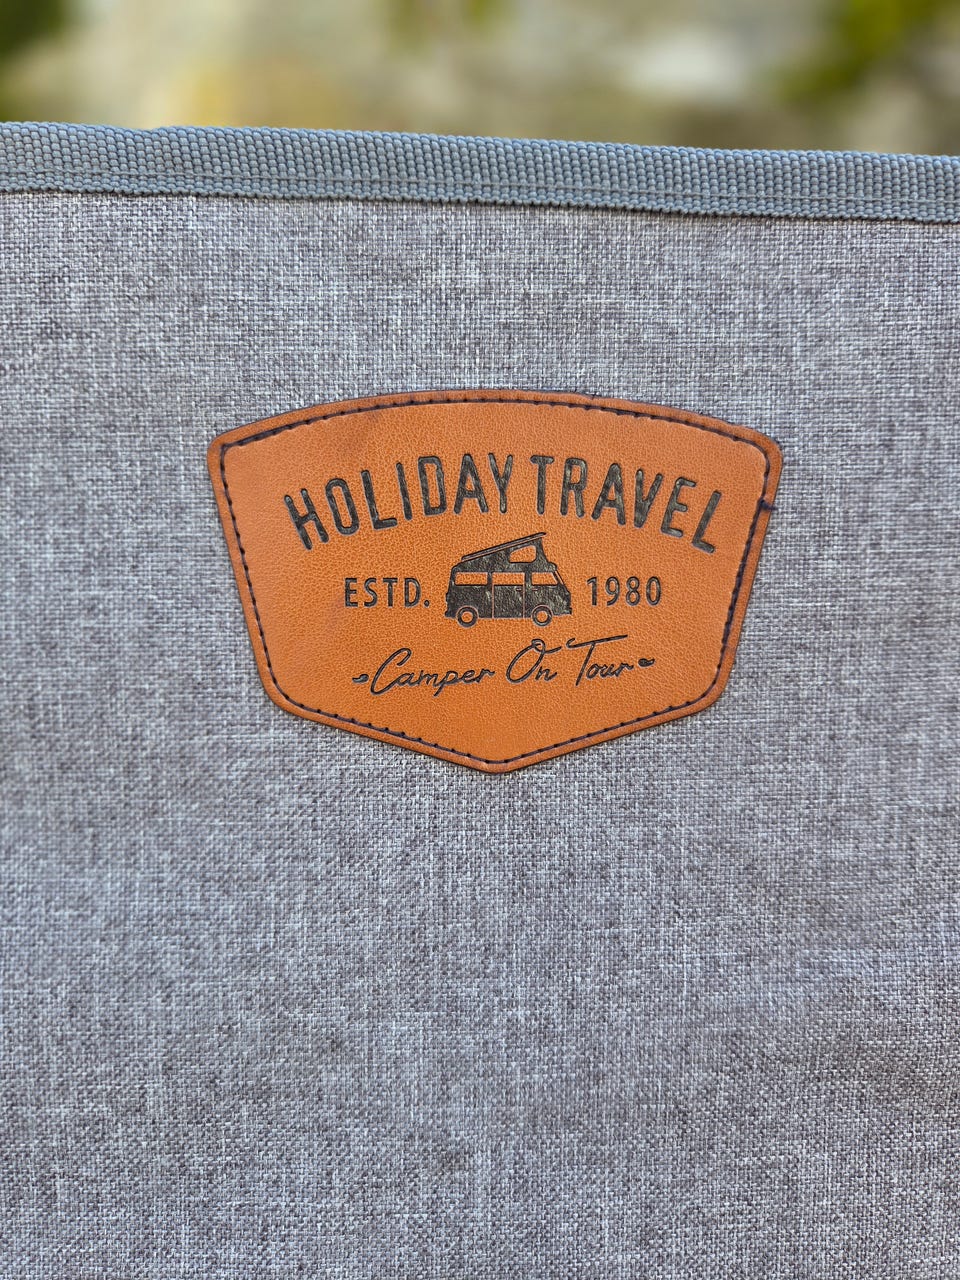 HOLIDAY TRAVEL
ESTD. 1980
Camper On Tour